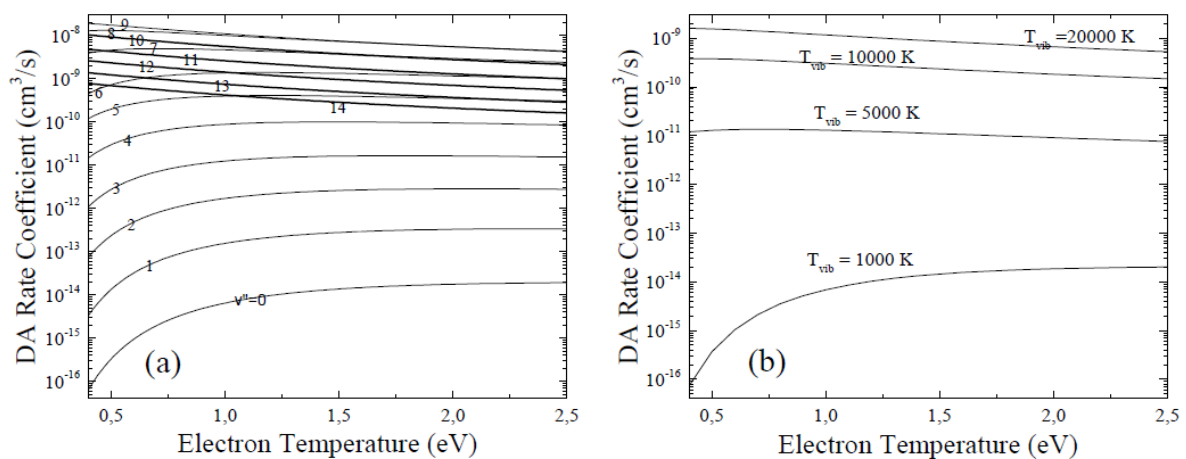 DA Rate Coefficient (cm³/s)
10⁻⁸
10⁻⁹
10⁻¹⁰
10⁻¹¹
10⁻¹²
10⁻¹³
10⁻¹⁴
10⁻¹⁵
10⁻¹⁶
9
8
10
7
11
12
13
6
14
5
4
3
2
1
v"=0
(a)
0,5 1,0 1,5 2,0 2,5
Electron Temperature (eV)
DA Rate Coefficient (cm³/s)
10⁻⁹
10⁻¹⁰
10⁻¹¹
10⁻¹²
10⁻¹³
10⁻¹⁴
10⁻¹⁵
10⁻¹⁶
T_vib =20000 K
T_vib = 10000 K
T_vib = 5000 K
T_vib = 1000 K
(b)
0,5 1,0 1,5 2,0 2,5
Electron Temperature (eV)